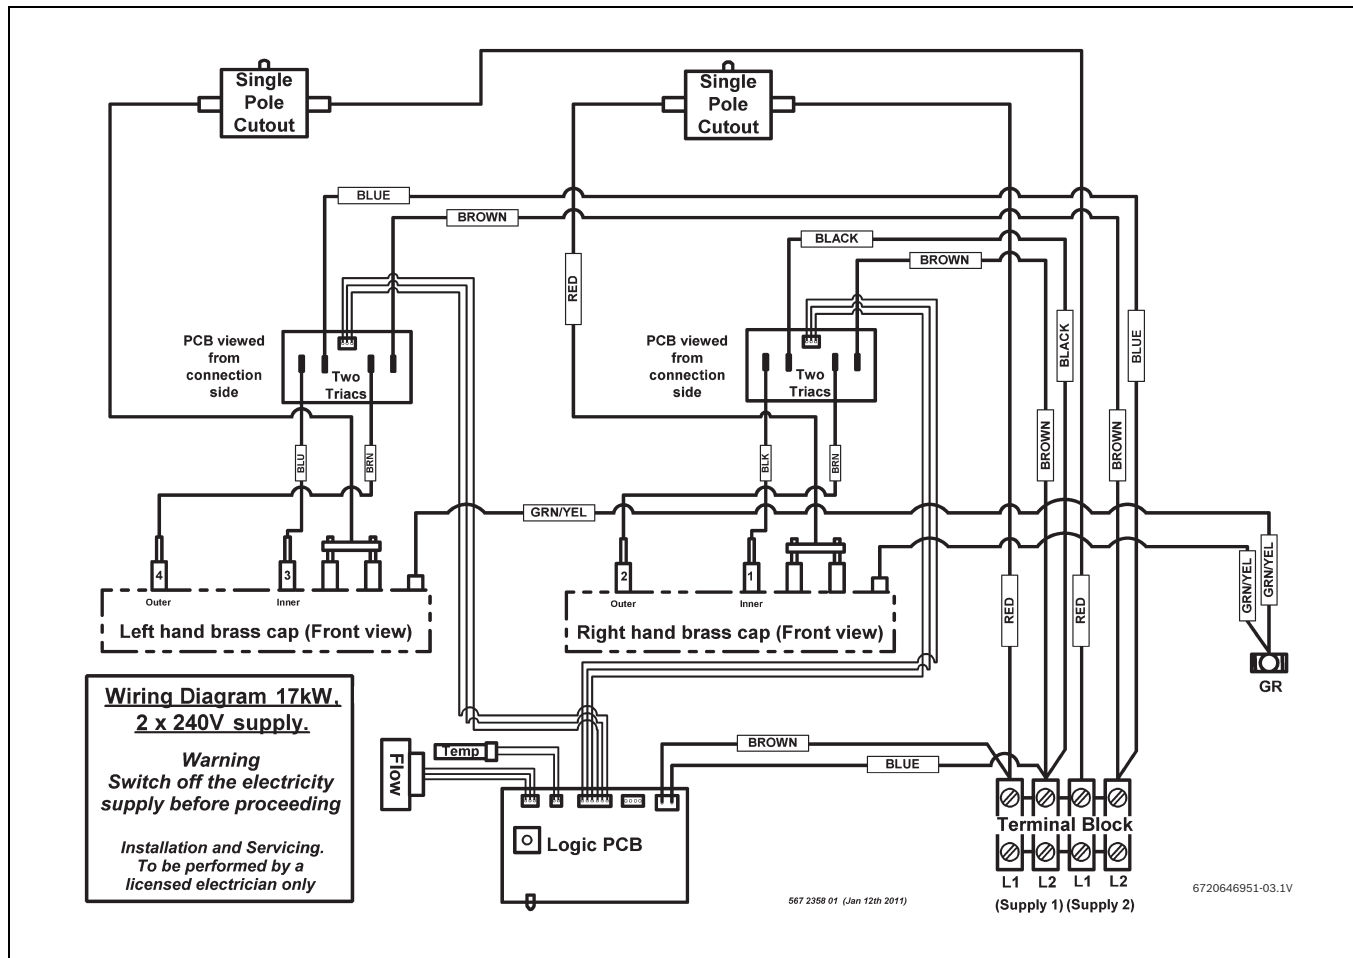 Single
Pole
Cutout
Single
Pole
Cutout
BLUE
BROWN
BLACK
BROWN
RED
PCB viewed
from
connection
side
Two
Triacs
PCB viewed
from
connection
side
Two
Triacs
BLACK
BLUE
BLU
BRN
BLK
BRN
BROWN
BROWN
GRN/YEL
GRN/YEL
GRN/YEL
4
3
2
1
Outer
Inner
Outer
Inner
RED
RED
Left hand brass cap (Front view)
Right hand brass cap (Front view)
GR
Wiring Diagram 17kW,
2 x 240V supply.
Warning
Switch off the electricity
supply before proceeding
Installation and Servicing.
To be performed by a
licensed electrician only
Flow
Temp
BROWN
BLUE
Logic PCB
Terminal Block
L1 L2 L1 L2
(Supply 1) (Supply 2)
567 2358 01 (Jan 12th 2011)
6720646951-03.1V